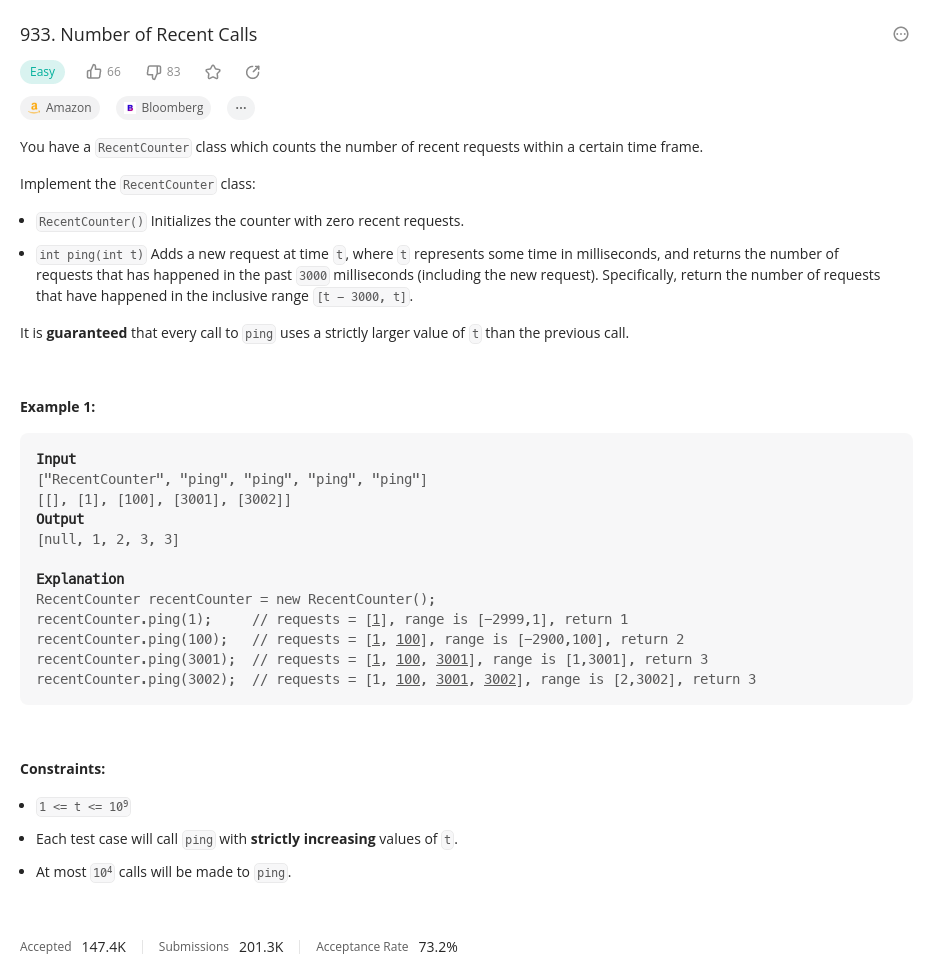 933. Number of Recent Calls
Easy 66 83
Amazon B Bloomberg ...
You have a RecentCounter class which counts the number of recent requests within a certain time frame.
Implement the RecentCounter class:
• RecentCounter() Initializes the counter with zero recent requests.
• int ping(int t) Adds a new request at time t, where t represents some time in milliseconds, and returns the number of
requests that has happened in the past 3000 milliseconds (including the new request). Specifically, return the number of requests
that have happened in the inclusive range [t − 3000, t].
It is guaranteed that every call to ping uses a strictly larger value of t than the previous call.
Example 1:
Input
["RecentCounter", "ping", "ping", "ping", "ping"]
[[], [1], [100], [3001], [3002]]
Output
[null, 1, 2, 3, 3]
Explanation
RecentCounter recentCounter = new RecentCounter();
recentCounter.ping(1);     // requests = [1], range is [−2999,1], return 1
recentCounter.ping(100);   // requests = [1, 100], range is [−2900,100], return 2
recentCounter.ping(3001);  // requests = [1, 100, 3001], range is [1,3001], return 3
recentCounter.ping(3002);  // requests = [1, 100, 3001, 3002], range is [2,3002], return 3
Constraints:
• 1 <= t <= 10⁹
• Each test case will call ping with strictly increasing values of t.
• At most 10⁴ calls will be made to ping.
Accepted 147.4K Submissions 201.3K Acceptance Rate 73.2%